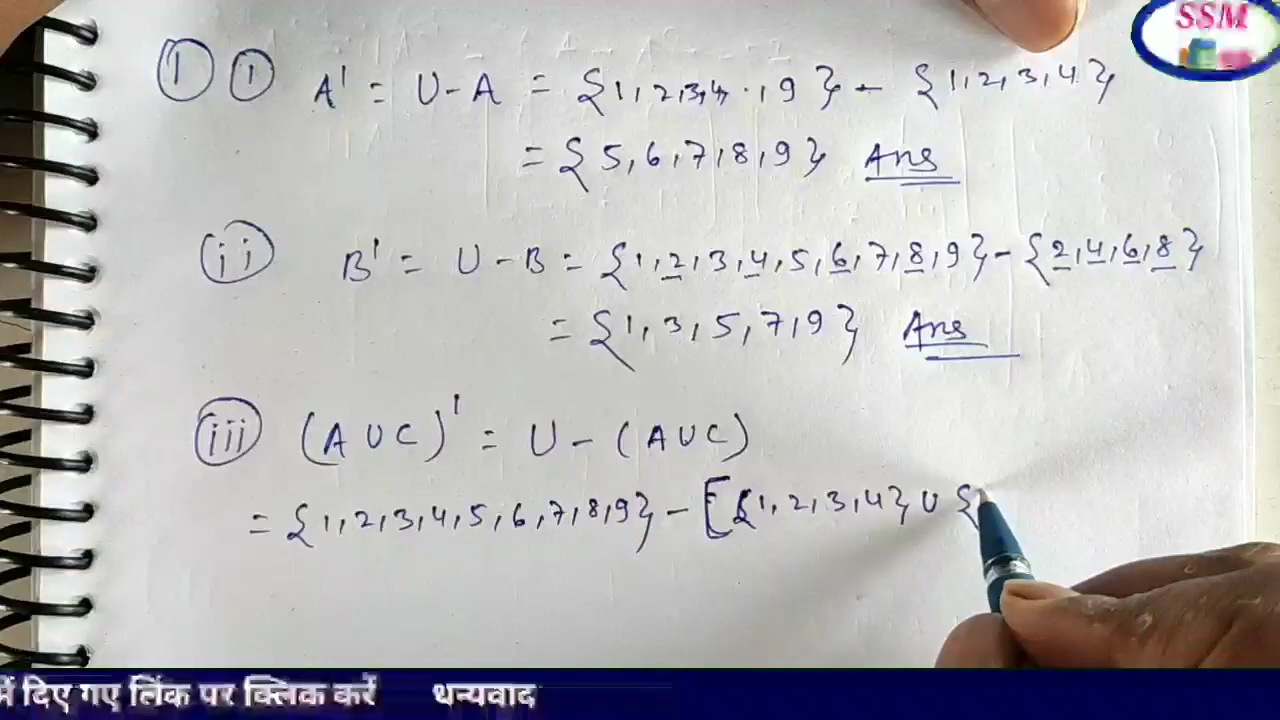 SSM
① ① A' = U - A = {1,2,3,4..,9} - {1,2,3,4}
= {5,6,7,8,9} Ans
ⅱ B' = U - B = {1,2,3,4,5,6,7,8,9} - {2,4,6,8}
= {1,3,5,7,9} Ans
ⅲ (A∪C)' = U - (A∪C)
= {1,2,3,4,5,6,7,8,9} - [{1,2,3,4} ∪ {
में दिए गए लिंक पर क्लिक करें धन्यवाद